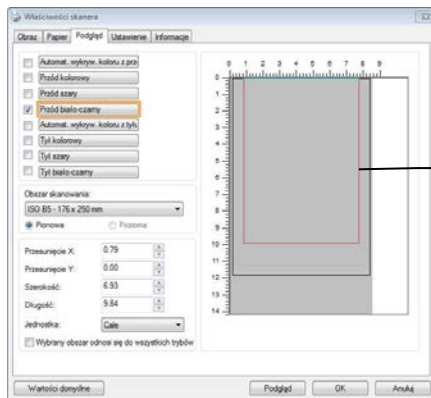 Właściwości skanera
Obraz Papier Podgląd Ustawienie Informacje
Automat. wykryw. koloru z prze
Przód kolorowy
Przód szary
Przód biało-czarny
Automat. wykryw. koloru z tyłu
Tył kolorowy
Tył szary
Tył biało-czarny
Obszar skanowania:
ISO B5 - 176 x 250 mm
Pionowa Pozioma
Przesunięcie X: 0.79
Przesunięcie Y: 0.00
Szerokość: 6.93
Długość: 9.84
Jednostka: Cale
Wybrany obszar odnosi się do wszystkich trybów
0 1 2 3 4 5 6 7 8 9
0
1
2
3
4
5
6
7
8
9
10
11
12
13
14
Wartości domyślne Podgląd OK Anuluj